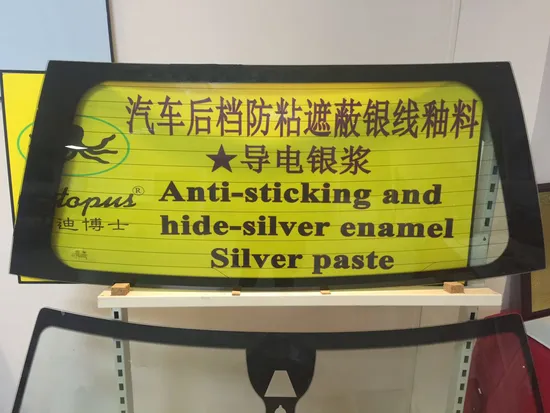 汽车后档防粘遮蔽银线釉料
★导电银浆
Anti-sticking and
topus®
hide-silver enamel
迪博士
Silver paste